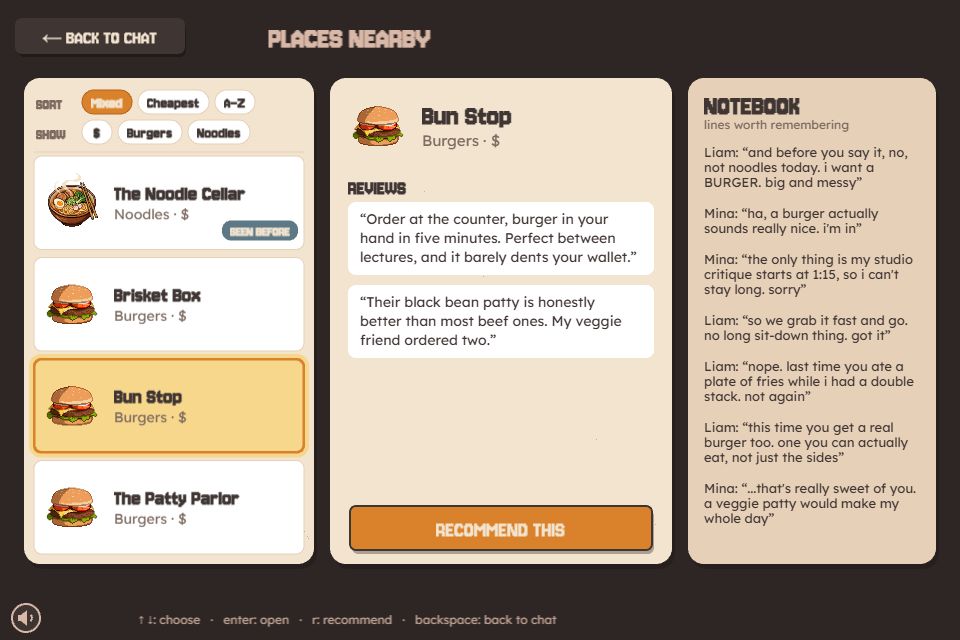 ← BACK TO CHAT
PLACES NEARBY
SORT
Mixed
Cheapest
A-Z
SHOW
$
Burgers
Noodles
The Noodle Cellar
Noodles · $
BEEN BEFORE
Brisket Box
Burgers · $
Bun Stop
Burgers · $
The Patty Parlor
Burgers · $
Bun Stop
Burgers · $
REVIEWS
“Order at the counter, burger in your
hand in five minutes. Perfect between
lectures, and it barely dents your wallet.”
“Their black bean patty is honestly
better than most beef ones. My veggie
friend ordered two.”
RECOMMEND THIS
NOTEBOOK
lines worth remembering
Liam: “and before you say it, no,
not noodles today. i want a
BURGER. big and messy”
Mina: “ha, a burger actually
sounds really nice. i'm in”
Mina: “the only thing is my studio
critique starts at 1:15, so i can't
stay long. sorry”
Liam: “so we grab it fast and go.
no long sit-down thing. got it”
Liam: “nope. last time you ate a
plate of fries while i had a double
stack. not again”
Liam: “this time you get a real
burger too. one you can actually
eat, not just the sides”
Mina: “...that's really sweet of you.
a veggie patty would make my
whole day”
↑ ↓: choose · enter: open · r: recommend · backspace: back to chat